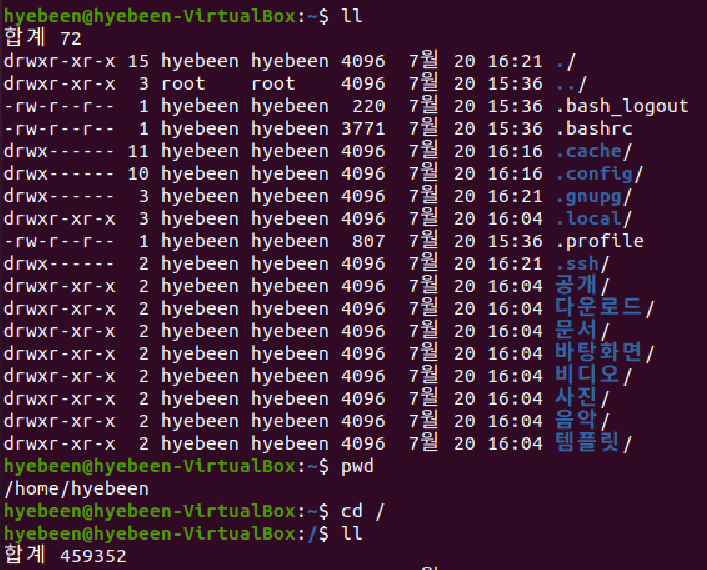 hyebeen@hyebeen-VirtualBox:~$ ll
합계 72
drwxr-xr-x 15 hyebeen hyebeen 4096  7월 20 16:21 ./
drwxr-xr-x  3 root    root    4096  7월 20 15:36 ../
-rw-r--r--  1 hyebeen hyebeen  220  7월 20 15:36 .bash_logout
-rw-r--r--  1 hyebeen hyebeen 3771  7월 20 15:36 .bashrc
drwx------ 11 hyebeen hyebeen 4096  7월 20 16:16 .cache/
drwx------ 10 hyebeen hyebeen 4096  7월 20 16:16 .config/
drwx------  3 hyebeen hyebeen 4096  7월 20 16:21 .gnupg/
drwxr-xr-x  3 hyebeen hyebeen 4096  7월 20 16:04 .local/
-rw-r--r--  1 hyebeen hyebeen  807  7월 20 15:36 .profile
drwx------  2 hyebeen hyebeen 4096  7월 20 16:21 .ssh/
drwxr-xr-x  2 hyebeen hyebeen 4096  7월 20 16:04 공개/
drwxr-xr-x  2 hyebeen hyebeen 4096  7월 20 16:04 다운로드/
drwxr-xr-x  2 hyebeen hyebeen 4096  7월 20 16:04 문서/
drwxr-xr-x  2 hyebeen hyebeen 4096  7월 20 16:04 바탕화면/
drwxr-xr-x  2 hyebeen hyebeen 4096  7월 20 16:04 비디오/
drwxr-xr-x  2 hyebeen hyebeen 4096  7월 20 16:04 사진/
drwxr-xr-x  2 hyebeen hyebeen 4096  7월 20 16:04 음악/
drwxr-xr-x  2 hyebeen hyebeen 4096  7월 20 16:04 템플릿/
hyebeen@hyebeen-VirtualBox:~$ pwd
/home/hyebeen
hyebeen@hyebeen-VirtualBox:~$ cd /
hyebeen@hyebeen-VirtualBox:/$ ll
합계 459352